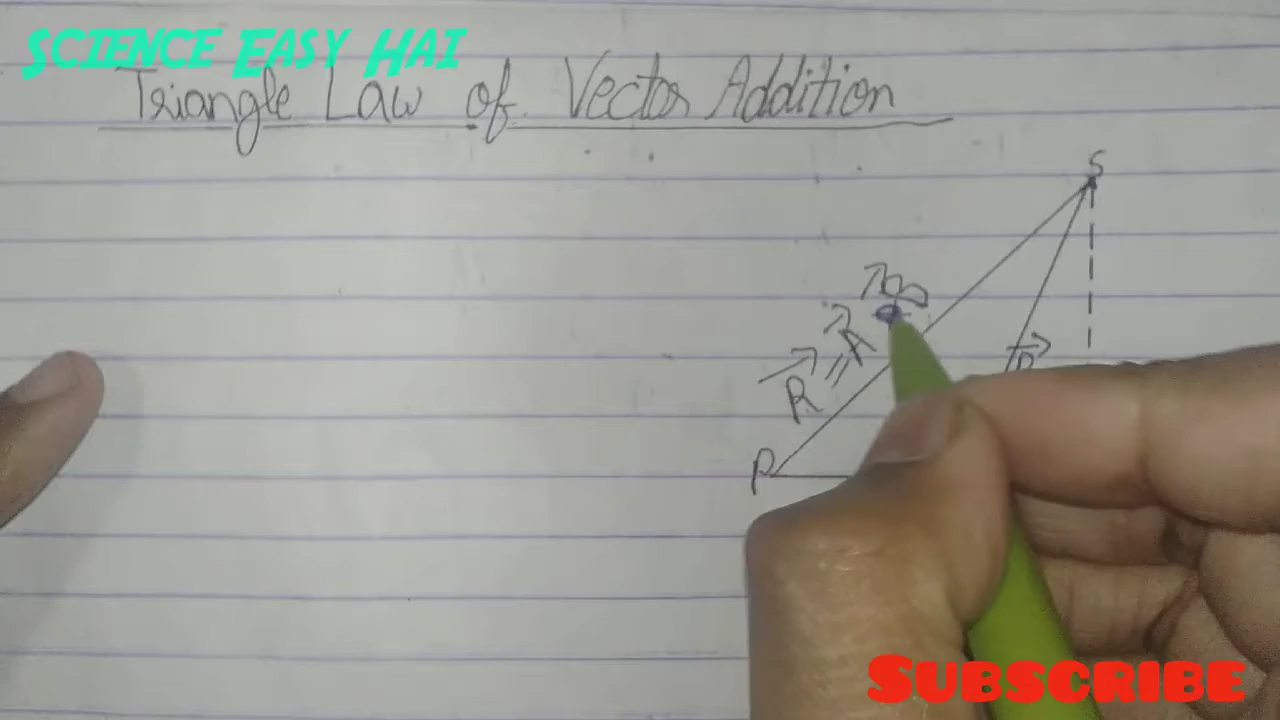 SCIENCE EASY HAI
Triangle Law of Vector Addition
S
R = A B
P
SUBSCRIBE